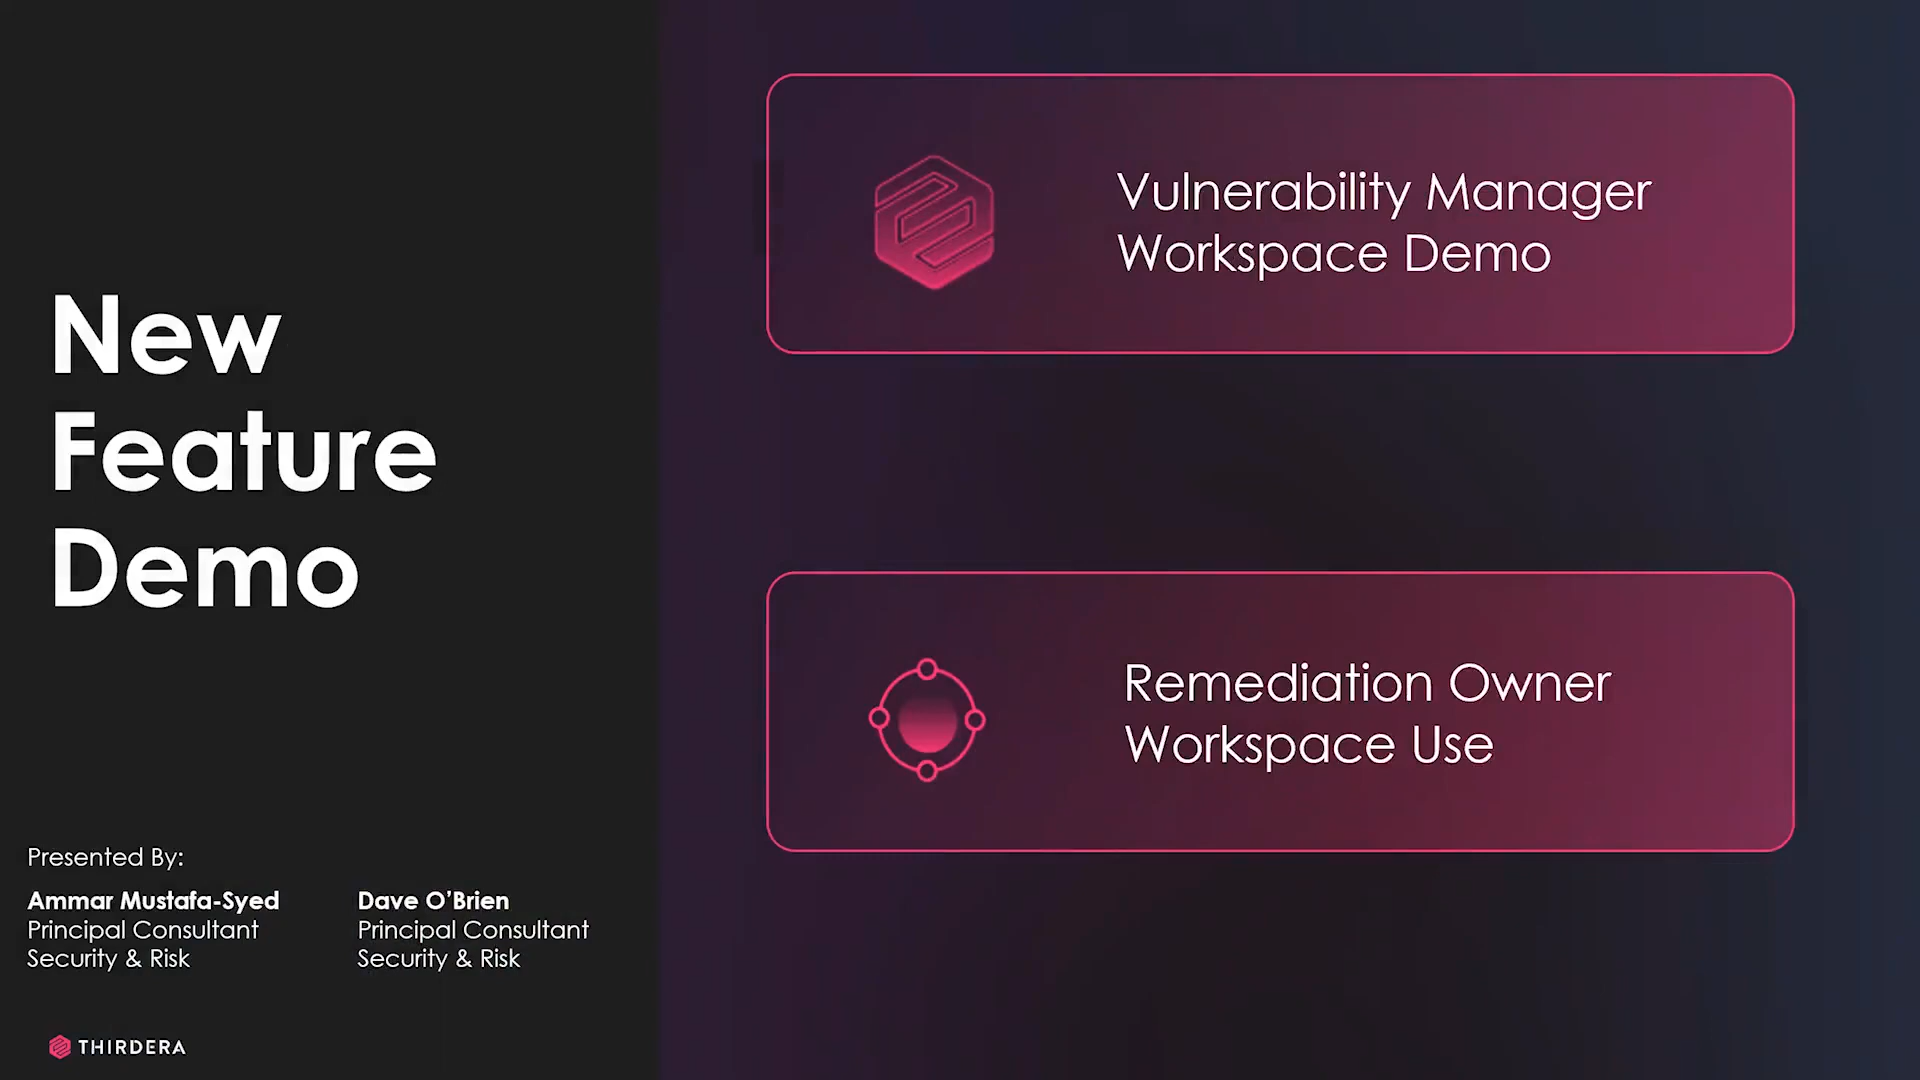 New
Feature
Demo
Presented By:
Ammar Mustafa-Syed
Principal Consultant
Security & Risk
Dave O’Brien
Principal Consultant
Security & Risk
THIRDERA
Vulnerability Manager
Workspace Demo
Remediation Owner
Workspace Use